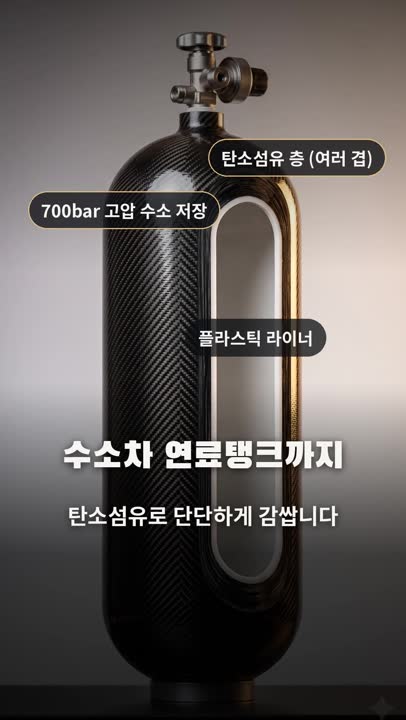 탄소섬유 층 (여러 겹)
700bar 고압 수소 저장
플라스틱 라이너
수소차 연료탱크까지
탄소섬유로 단단하게 감쌉니다